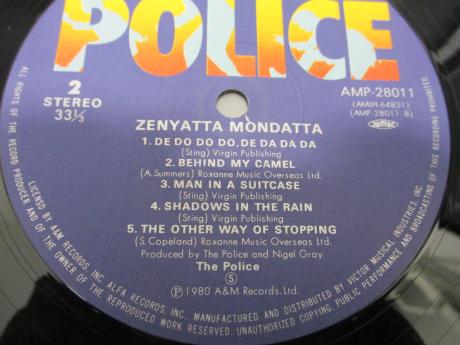 POLICE
2
STEREO
33⅓
AMP-28011
(AMLH-64831)
(AMP-28011-B)
ZENYATTA MONDATTA
1. DE DO DO DO, DE DA DA DA
(Sting) Virgin Publishing
2. BEHIND MY CAMEL
(A. Summers) Roxanne Music Overseas Ltd.
3. MAN IN A SUITCASE
(Sting) Virgin Publishing
4. SHADOWS IN THE RAIN
(Sting) Virgin Publishing
5. THE OTHER WAY OF STOPPING
(S. Copeland) Roxanne Music Overseas Ltd.
Produced by The Police and Nigel Gray
The Police
S
Ⓟ1980 A&M Records Ltd.
ALL RIGHTS OF THE RECORD PRODUCER AND OF THE OWNER OF THE RECORDED WORK RESERVED. UNAUTHORIZED COPYING, PUBLIC PERFORMANCE AND BROADCASTING OF THIS RECORDING PROHIBITED
LICENSED BY A&M RECORDS, INC. ALFA RECORDS, INC., MANUFACTURED AND DISTRIBUTED BY VICTOR MUSICAL INDUSTRIES, INC.